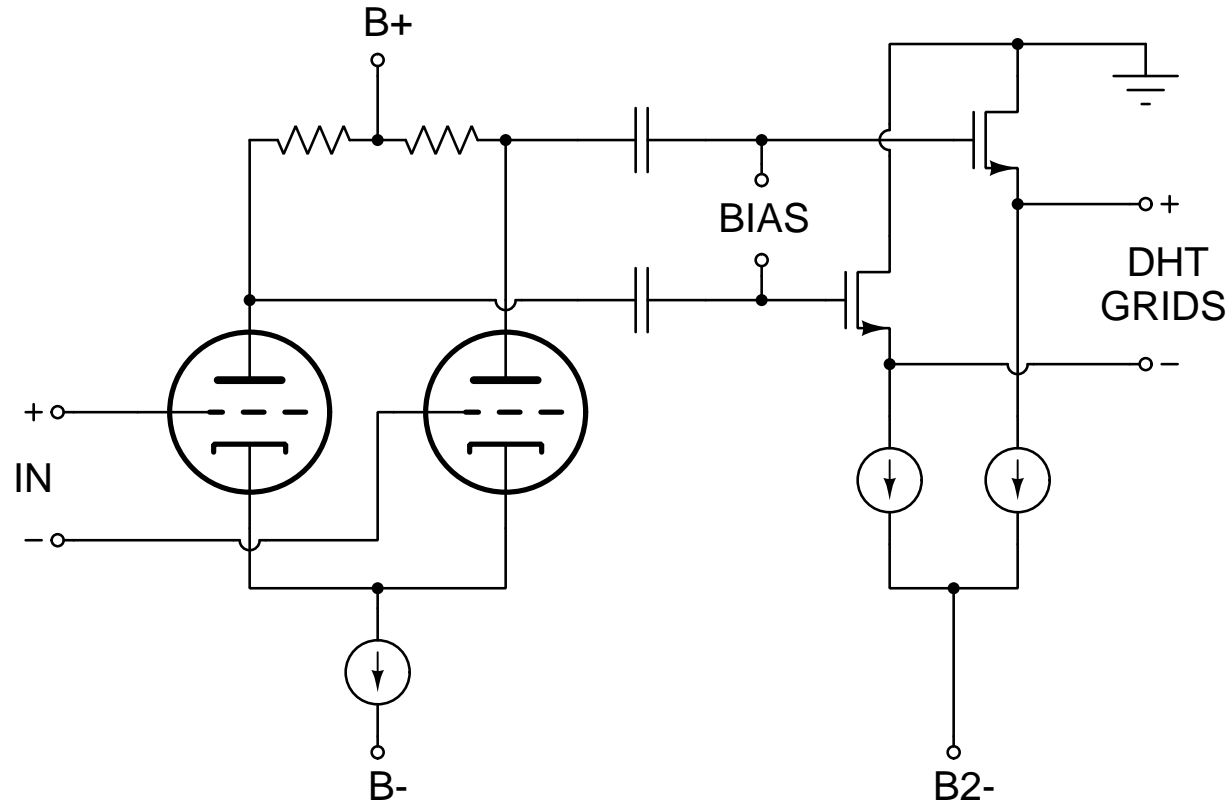 B+
BIAS
+
DHT
GRIDS
−
+
IN
−
B-
B2-